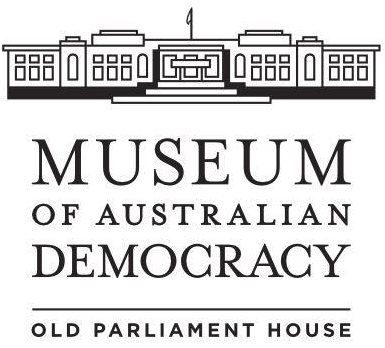 MUSEUM
OF AUSTRALIAN
DEMOCRACY
OLD PARLIAMENT HOUSE